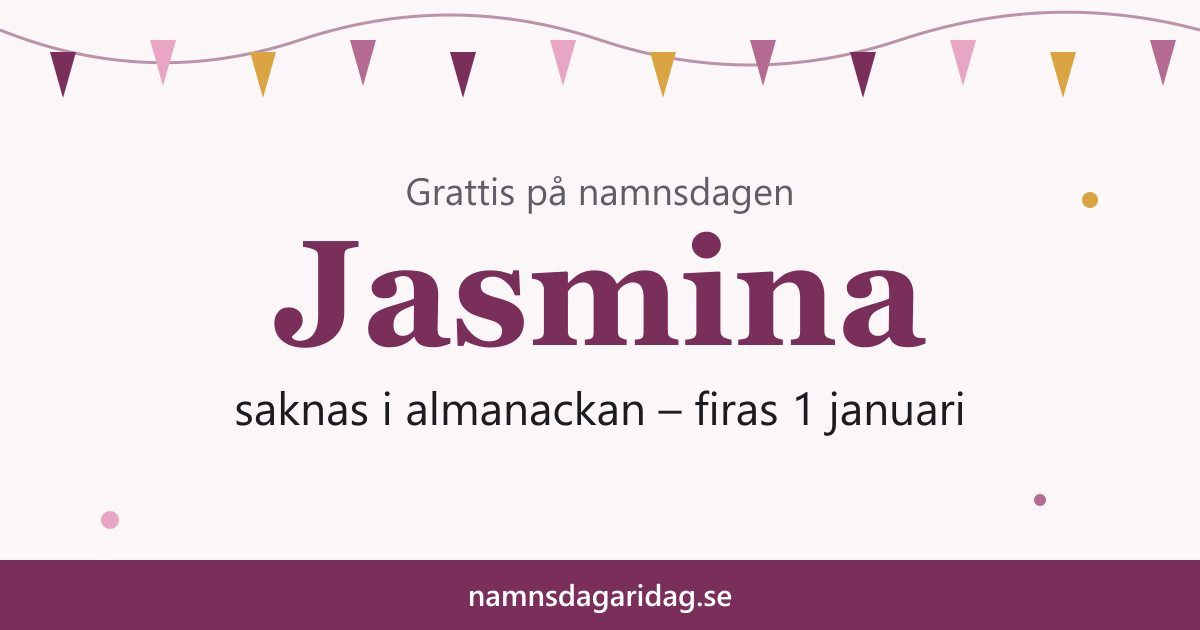 Grattis på namnsdagen
Jasmina
saknas i almanackan – firas 1 januari
namnsdagaridag.se